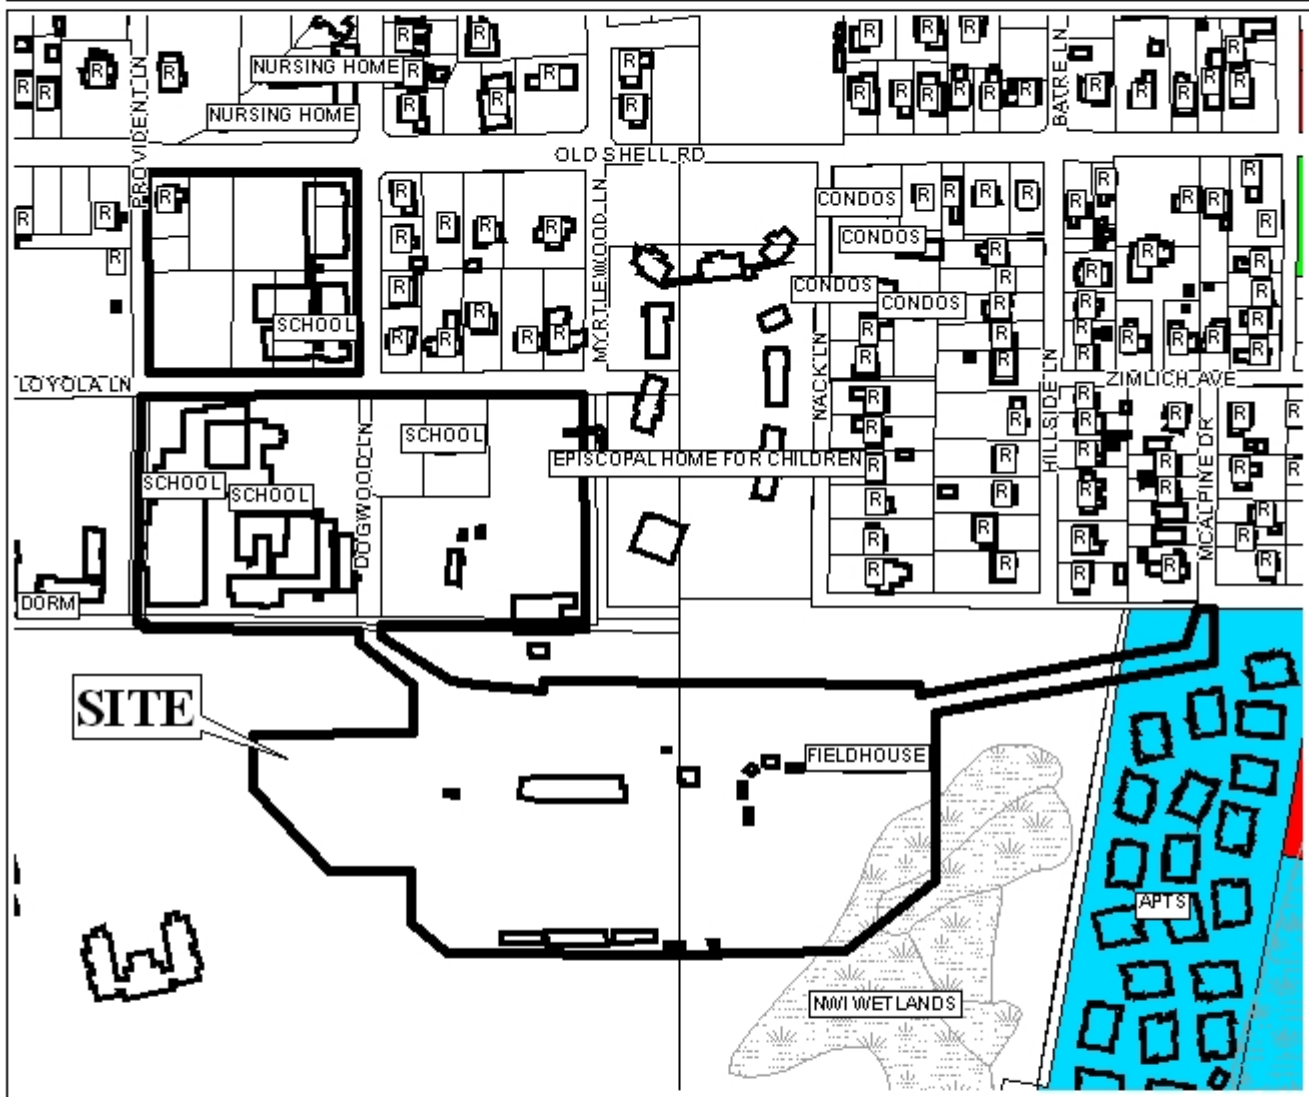 NURSING HOME
NURSING HOME
PROVIDENT LN
BATRE LN
OLD SHELL RD
R R R R R R R R R R R R R R R R R R R R R R R R R
MYRTLEWOOD LN
CONDOS
CONDOS
CONDOS
CONDOS
SCHOOL
R R R R R R R R R R R R R R R R R R R R R R R R R R R R R R R R R R R R R R
LOYOLA LN
ZIMLICH AVE
NACK LN
HILLSIDE LN
MCALPINE DR
DOGWOOD LN
SCHOOL
SCHOOL
SCHOOL
EPISCOPAL HOME FOR CHILDREN
R R R R R R R R R R R R R R R R R R R R R R R R R R R
DORM
SITE
FIELDHOUSE
APTS
NWI WETLANDS